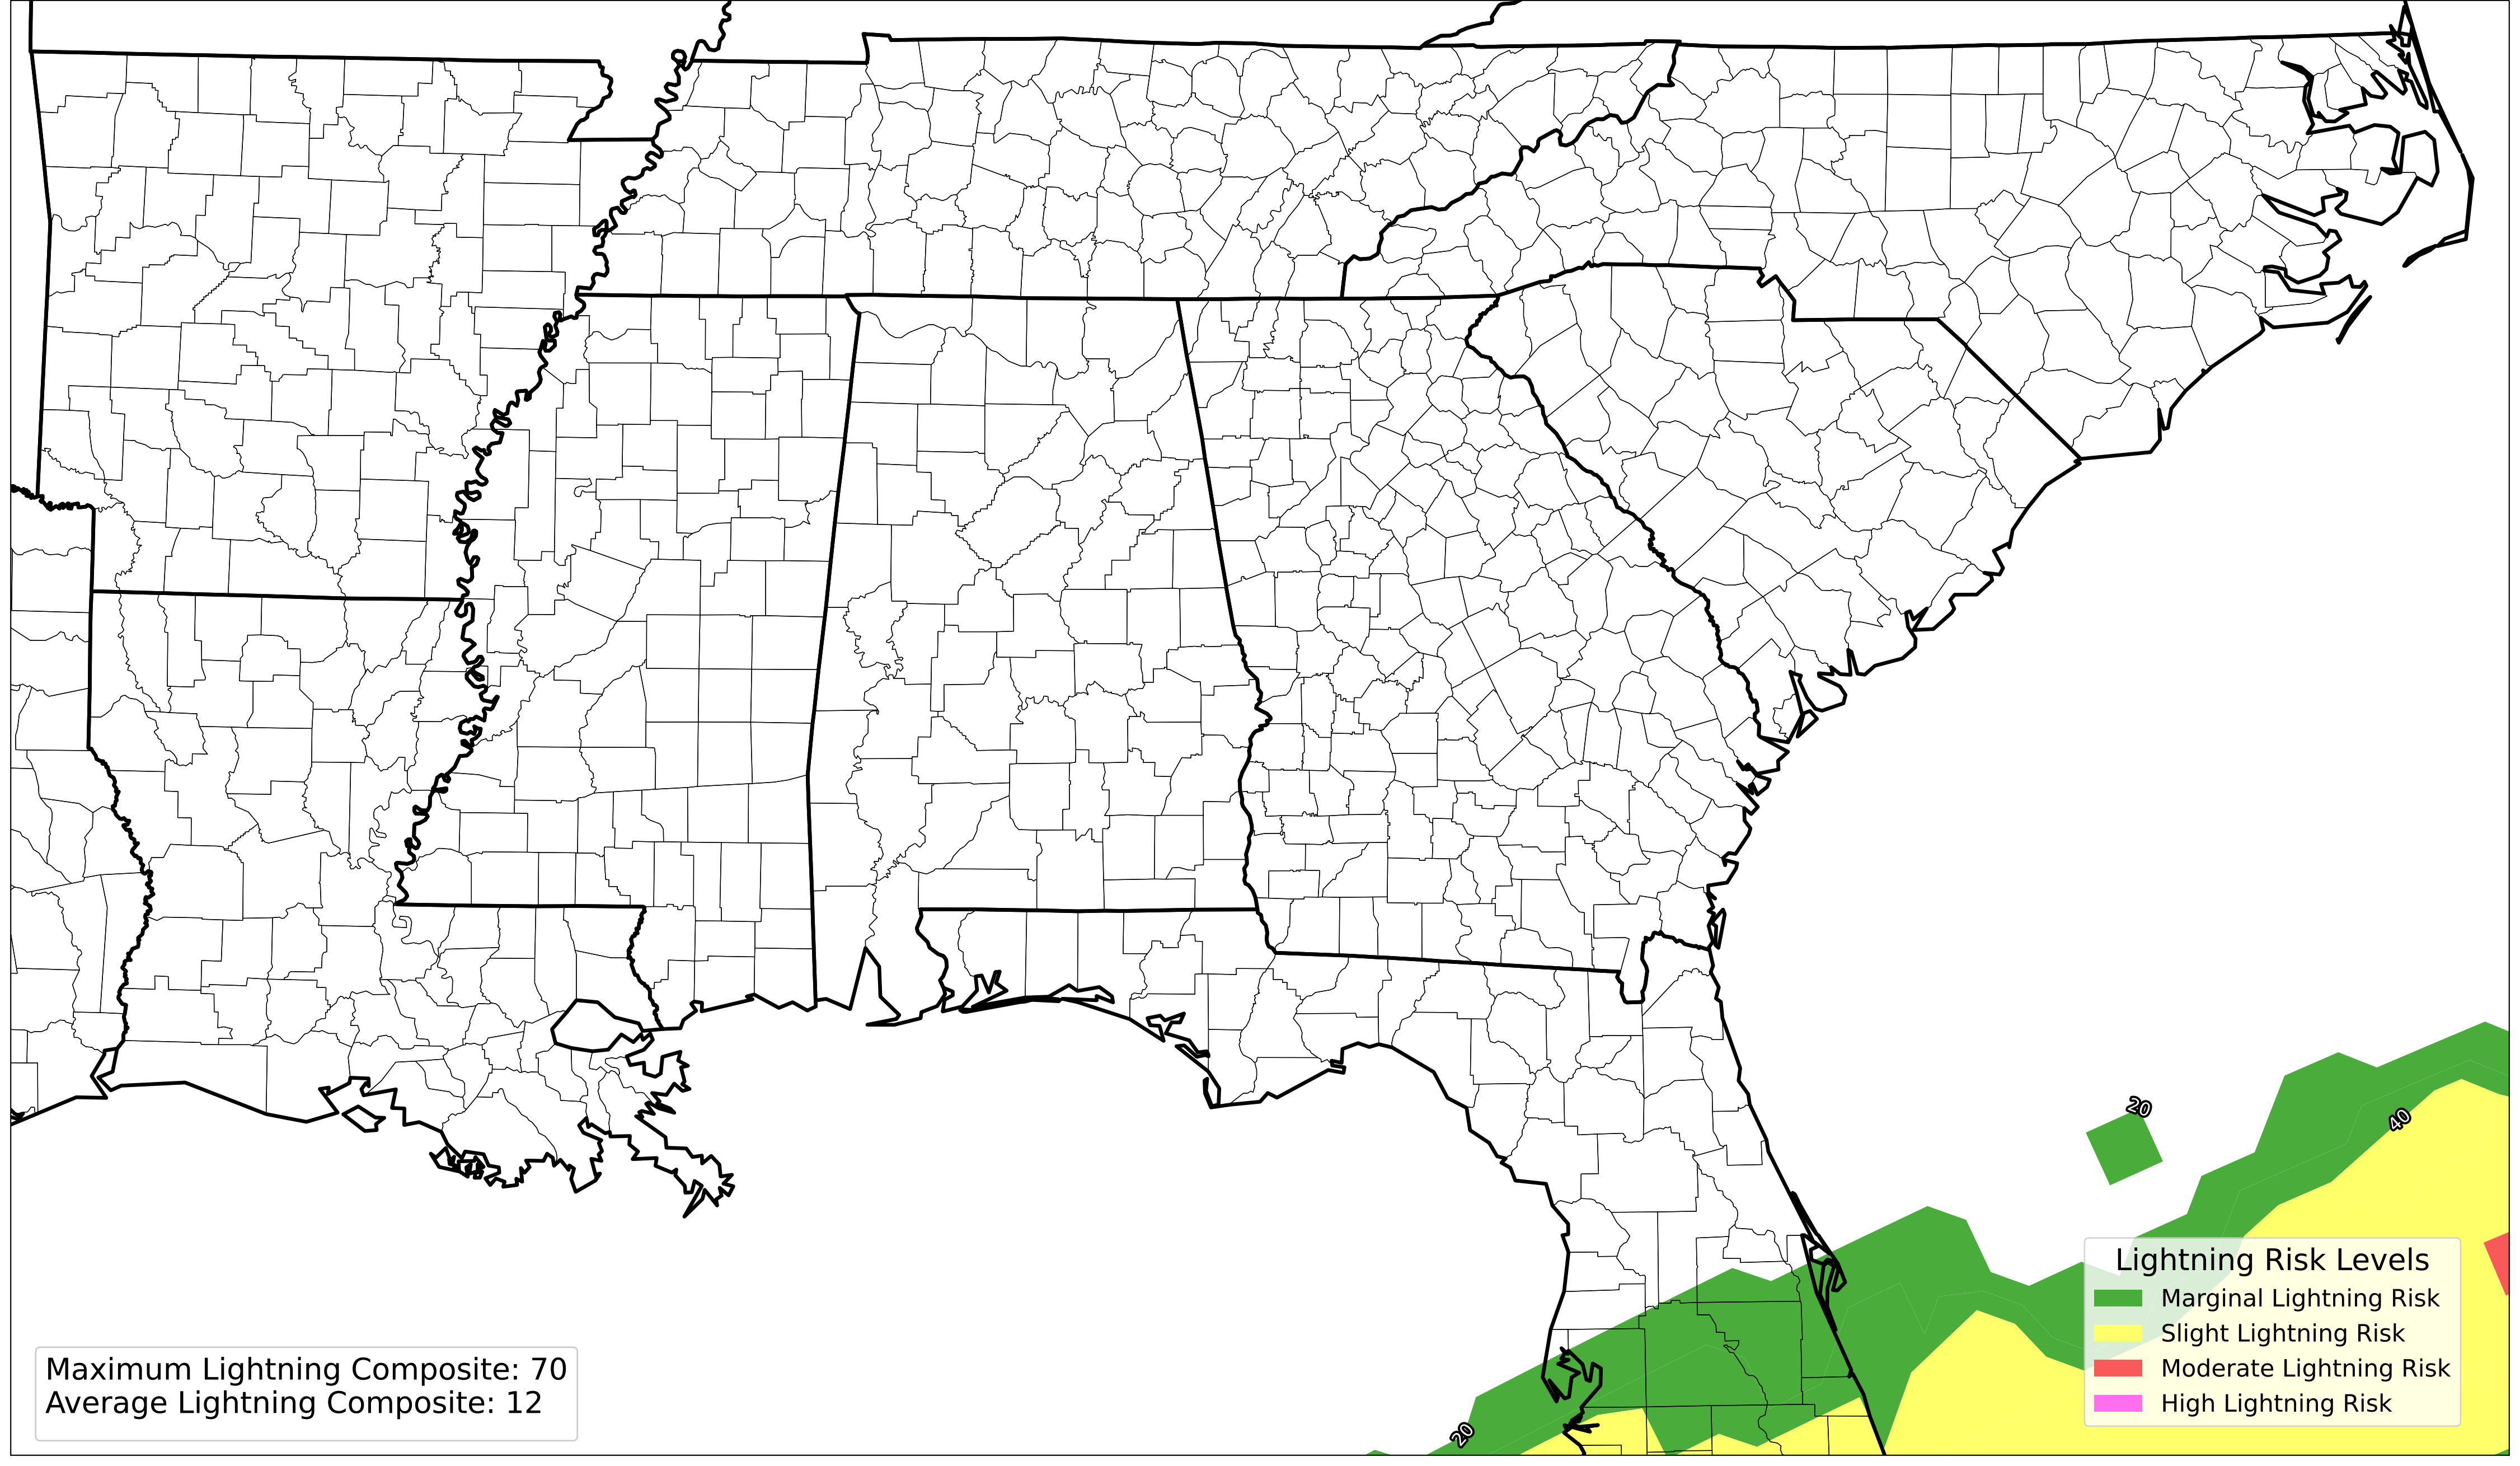 20
40
Lightning Risk Levels
Marginal Lightning Risk
Slight Lightning Risk
Moderate Lightning Risk
High Lightning Risk
Maximum Lightning Composite: 70
Average Lightning Composite: 12
20